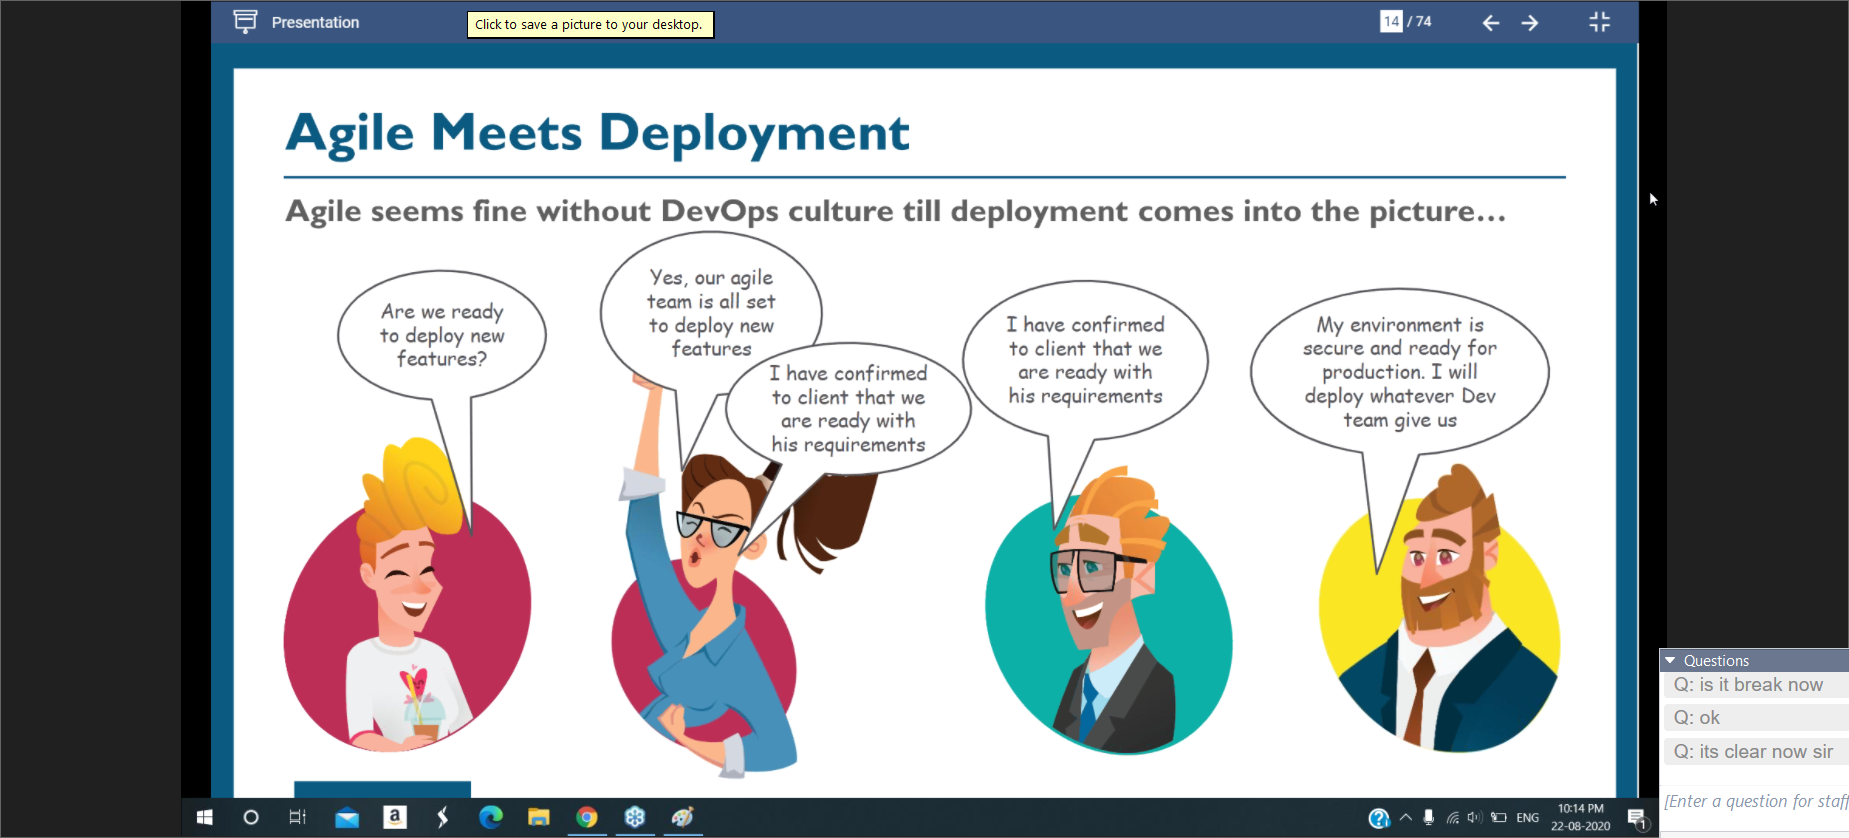 Presentation
Click to save a picture to your desktop.
14 / 74
Agile Meets Deployment
Agile seems fine without DevOps culture till deployment comes into the picture...
Are we ready
to deploy new
features?
Yes, our agile
team is all set
to deploy new
features
I have confirmed
to client that we
are ready with
his requirements
I have confirmed
to client that we
are ready with
his requirements
My environment is
secure and ready for
production. I will
deploy whatever Dev
team give us
Questions
Q: is it break now
Q: ok
Q: its clear now sir
[Enter a question for staff
a
ENG
10:14 PM
22-08-2020
1